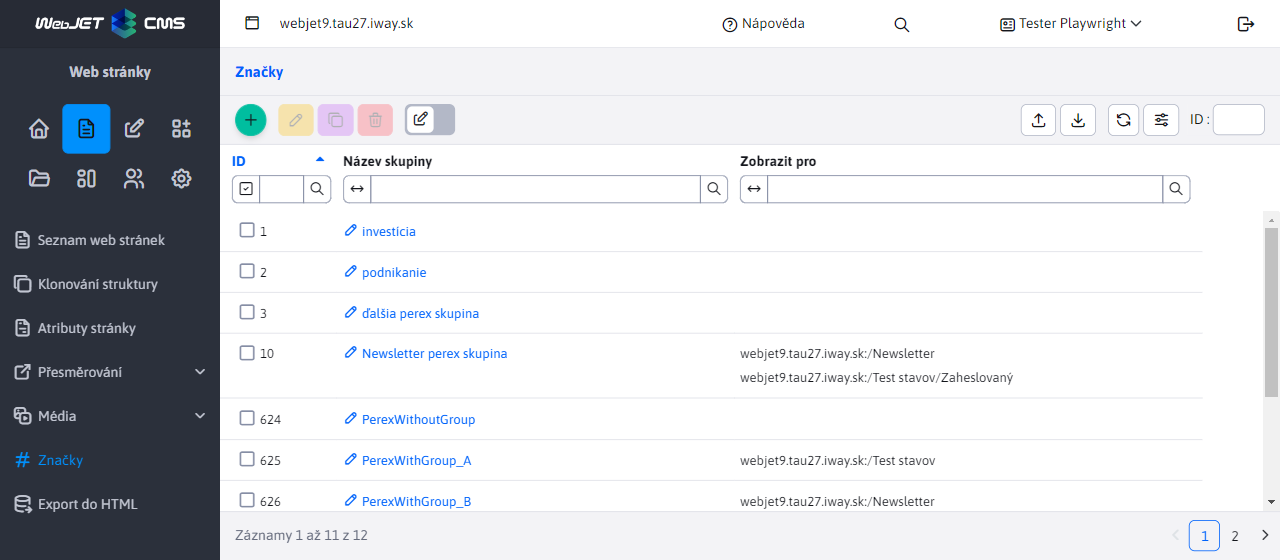 WebJET CMS
webjet9.tau27.iway.sk
Nápověda
Tester Playwright
Web stránky
Značky
ID :
Seznam web stránek
Klonování struktury
Atributy stránky
Přesměrování
Média
Značky
Export do HTML
ID Název skupiny Zobrazit pro
1 investicia
2 podnikanie
3 ďalšia perex skupina
10 Newsletter perex skupina webjet9.tau27.iway.sk:/Newsletter
webjet9.tau27.iway.sk:/Test stavov/Zaheslovaný
624 PerexWithoutGroup
625 PerexWithGroup_A webjet9.tau27.iway.sk:/Test stavov
626 PerexWithGroup_B webjet9.tau27.iway.sk:/Newsletter
Záznamy 1 až 11 z 12
1 2